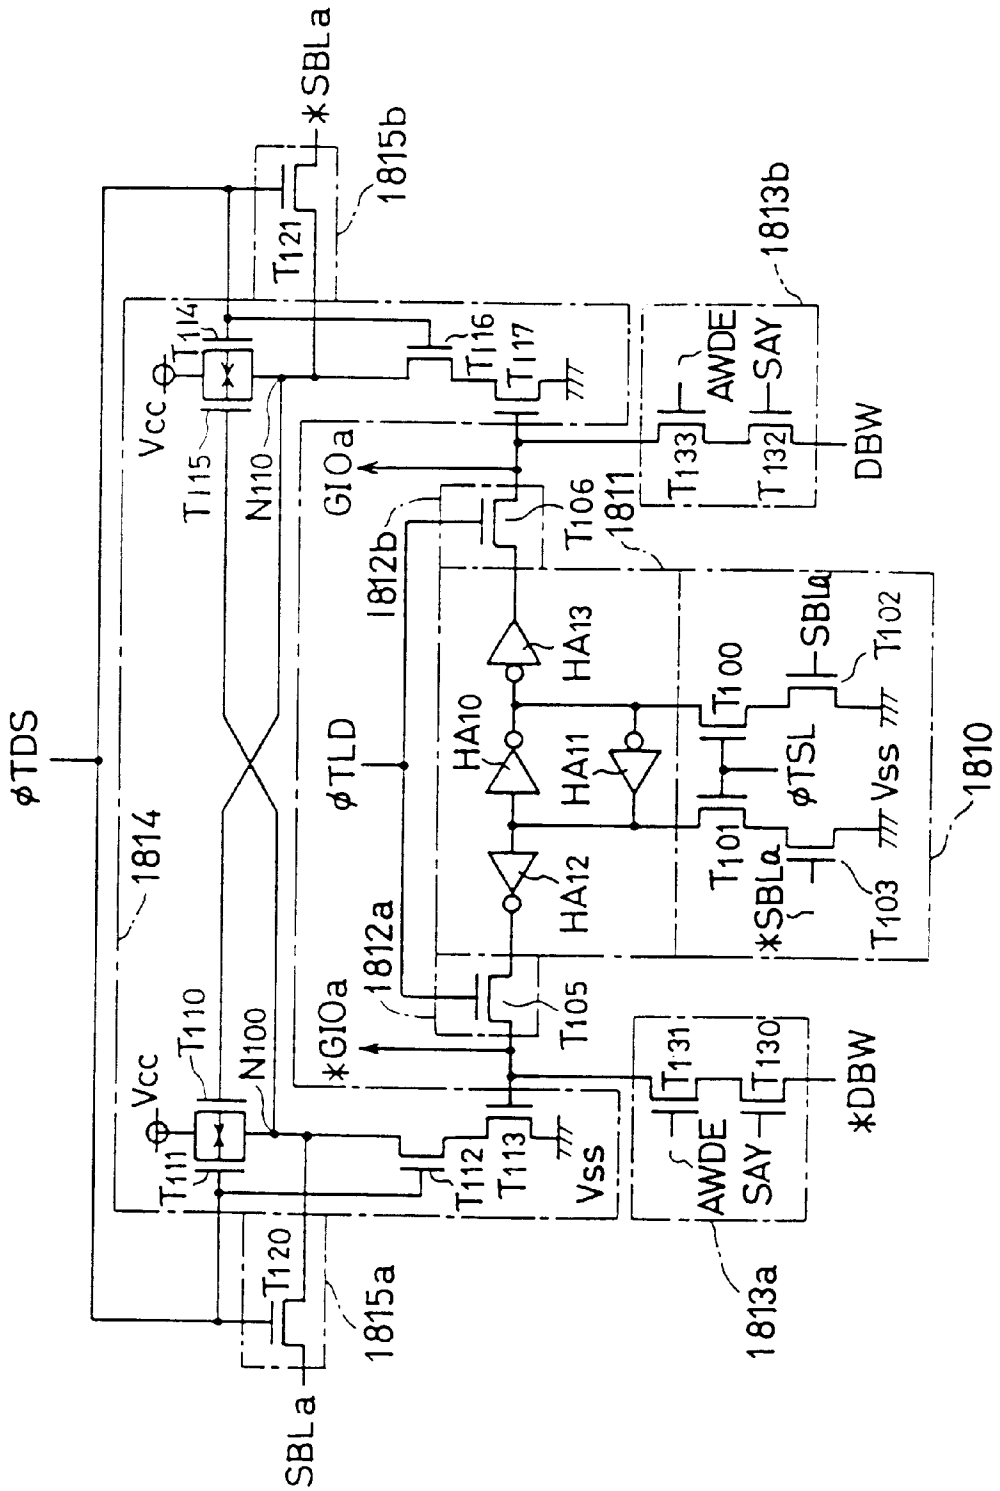 φTDS
1814
Vcc
T111
T110
N100
SBLa
T120
1815a
T112
T113
Vss
*GIOa
1812a
T105
φTLD
Vcc
T115
T114
N110
T121
*SBLa
1815b
T116
T117
GIOa
1812b
T106
1811
HA10
HA11
HA12
HA13
T101
T100
φTSL
*SBLa
T103
Vss
SBLa
T102
1810
AWDE
T131
SAY
T130
*DBW
1813a
AWDE
T133
SAY
T132
DBW
1813b